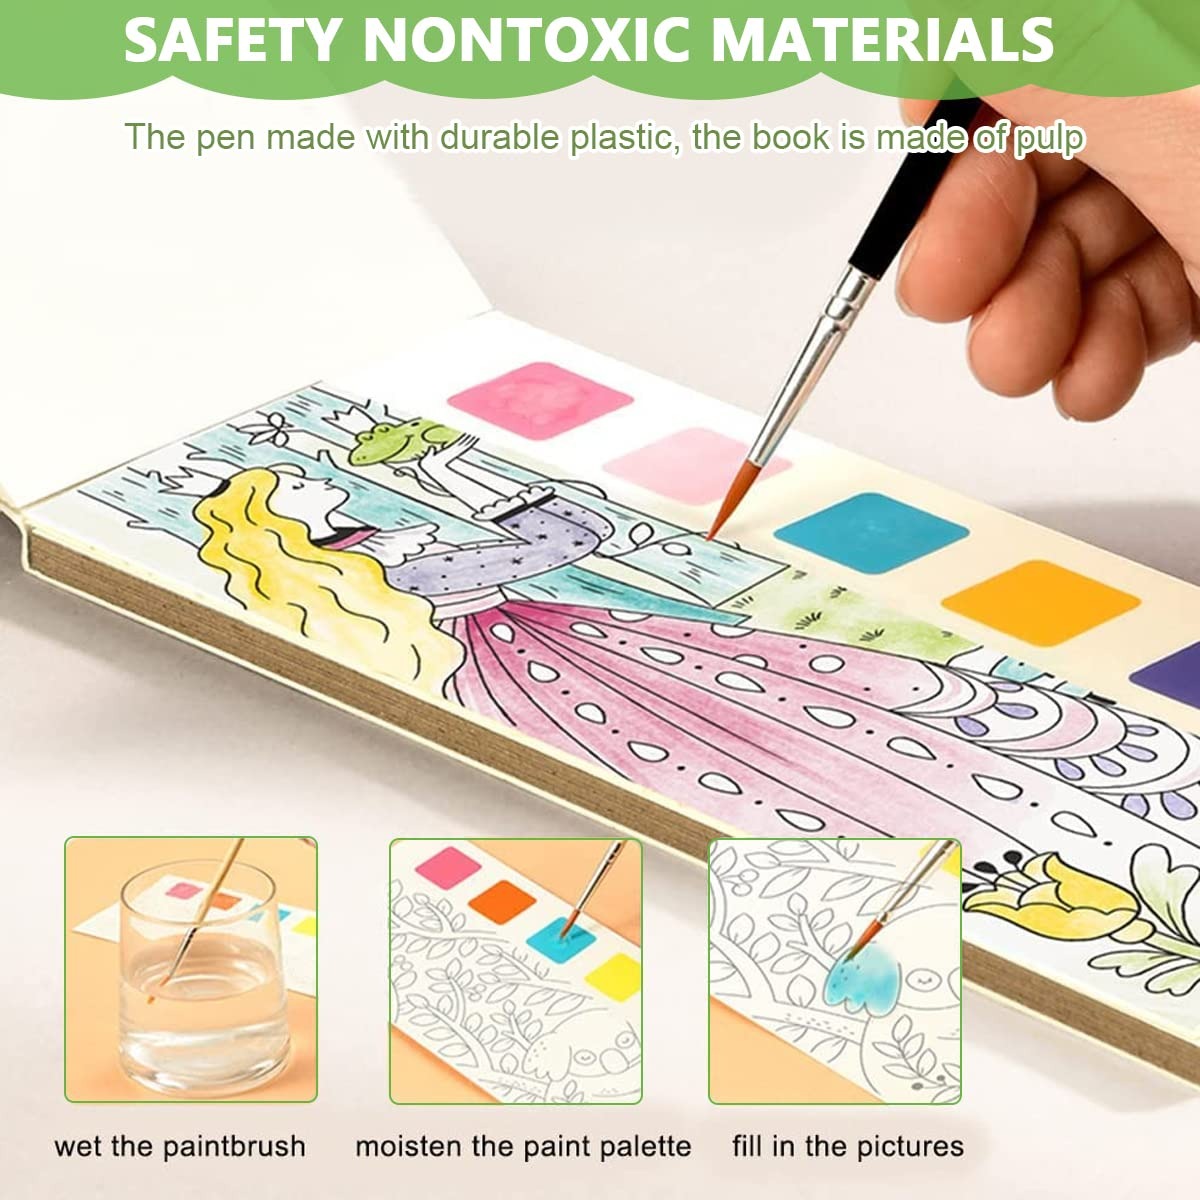 SAFETY NONTOXIC MATERIALS
The pen made with durable plastic, the book is made of pulp
wet the paintbrush
moisten the paint palette
fill in the pictures